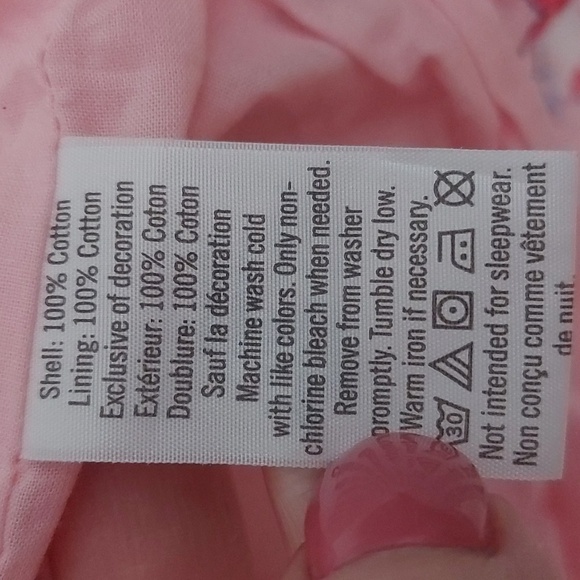 Shell: 100% Cotton
Lining: 100% Cotton
Exclusive of decoration
Extérieur: 100% Coton
Doublure: 100% Coton
Sauf la décoration
Machine wash cold
with like colors. Only non-
chlorine bleach when needed.
Remove from washer
promptly. Tumble dry low.
Warm iron if necessary.
30
Not intended for sleepwear.
Non conçu comme vêtement
de nuit.